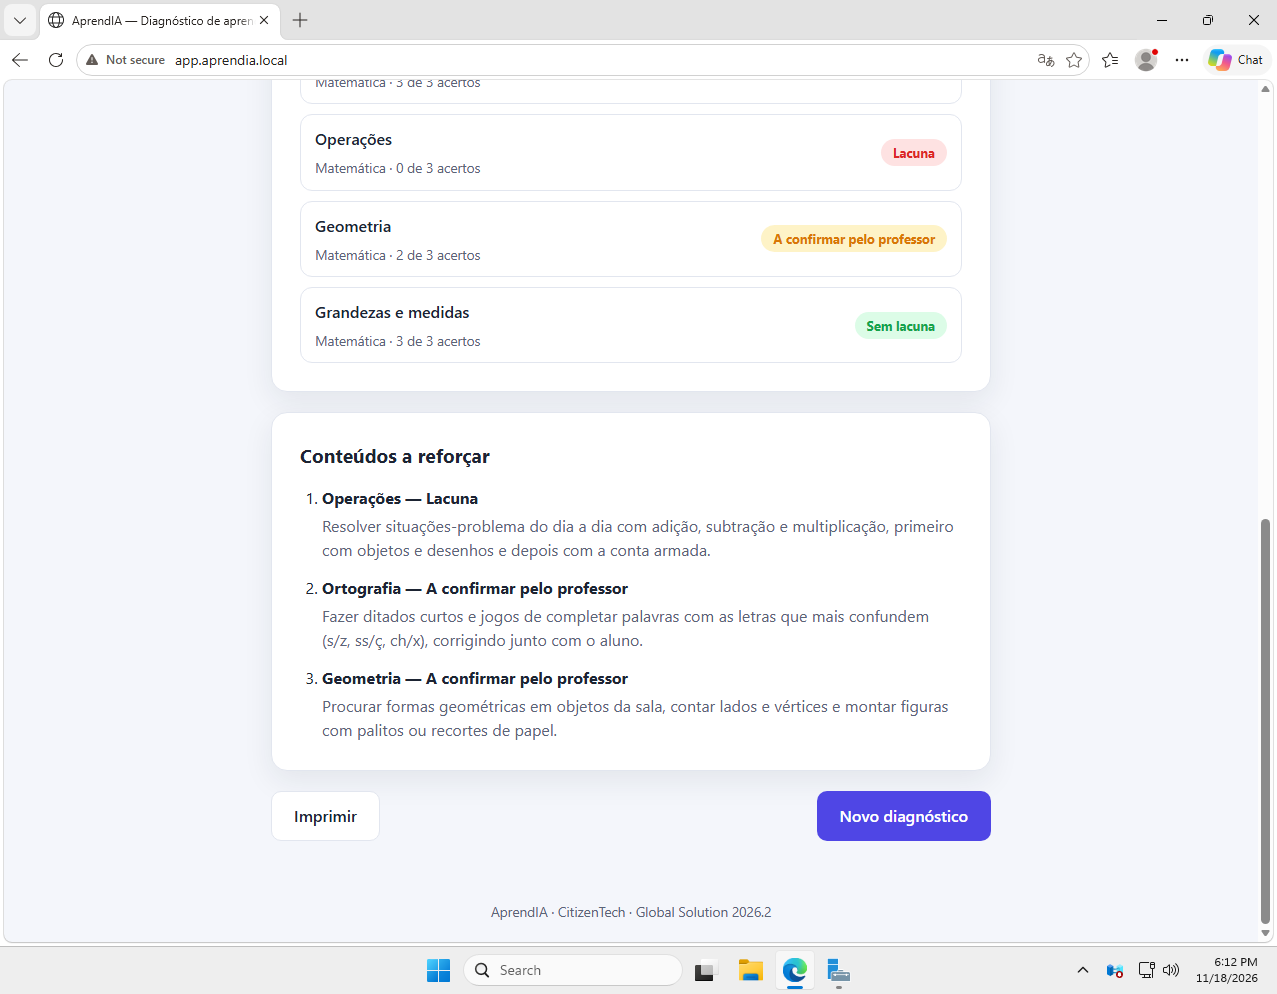 AprendIA — Diagnóstico de apren
Not secure
app.aprendia.local
Chat
Matemática · 3 de 3 acertos
Operações
Matemática · 0 de 3 acertos
Lacuna
Geometria
Matemática · 2 de 3 acertos
A confirmar pelo professor
Grandezas e medidas
Matemática · 3 de 3 acertos
Sem lacuna
Conteúdos a reforçar
1. Operações — Lacuna
Resolver situações-problema do dia a dia com adição, subtração e multiplicação, primeiro
com objetos e desenhos e depois com a conta armada.
2. Ortografia — A confirmar pelo professor
Fazer ditados curtos e jogos de completar palavras com as letras que mais confundem
(s/z, ss/ç, ch/x), corrigindo junto com o aluno.
3. Geometria — A confirmar pelo professor
Procurar formas geométricas em objetos da sala, contar lados e vértices e montar figuras
com palitos ou recortes de papel.
Imprimir
Novo diagnóstico
AprendIA · CitizenTech · Global Solution 2026.2
Search
6:12 PM
11/18/2026